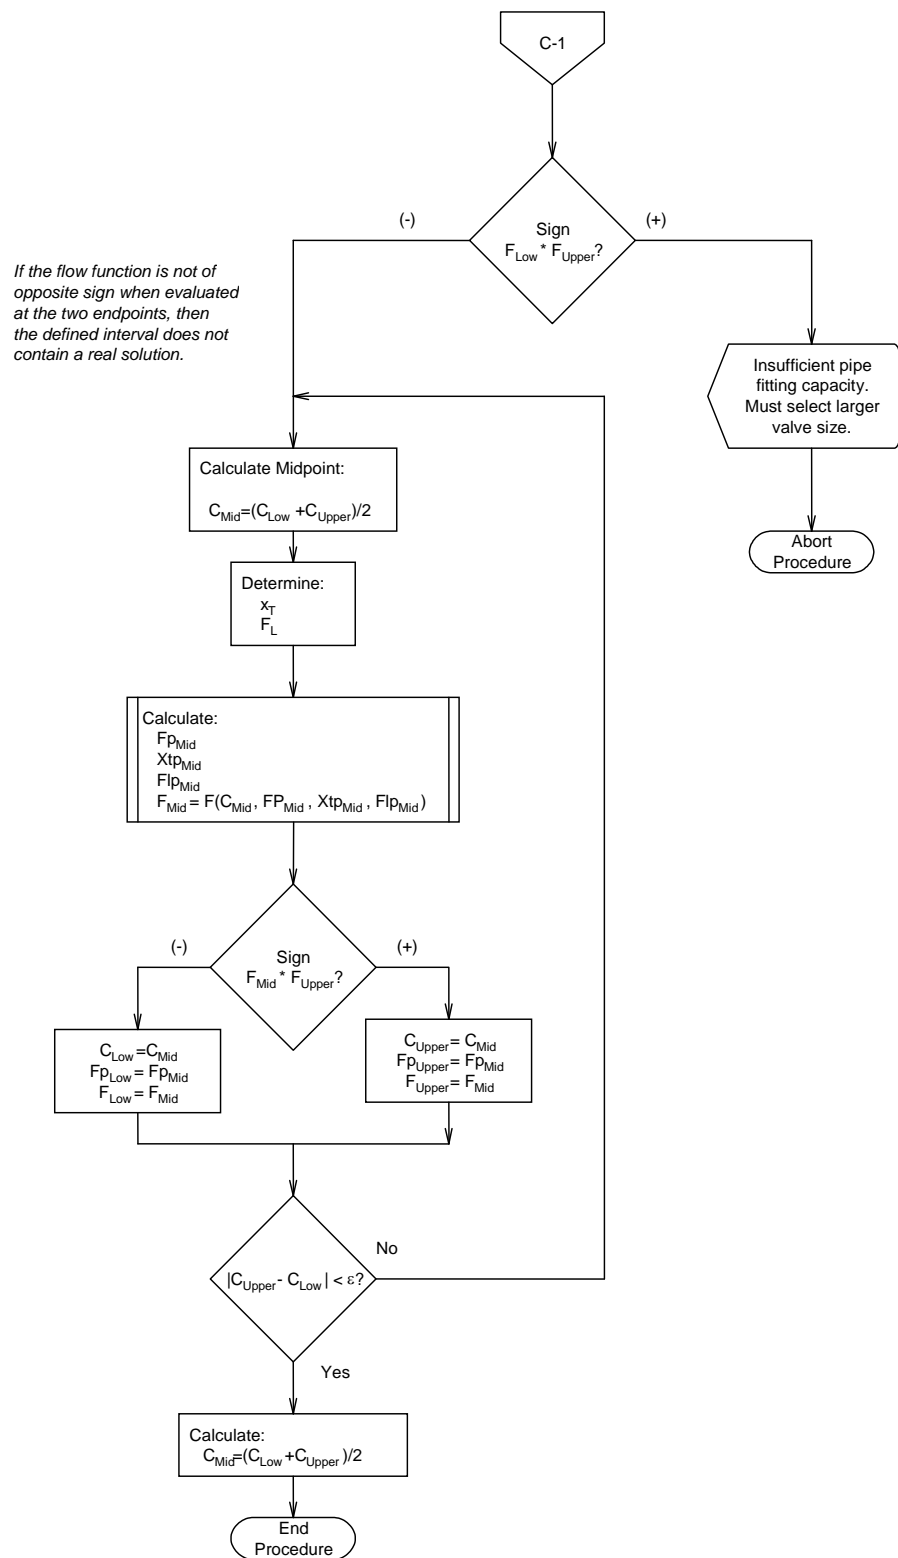 C-1
(-)
(+)
Sign
F_Low * F_Upper?
If the flow function is not of
opposite sign when evaluated
at the two endpoints, then
the defined interval does not
contain a real solution.
Insufficient pipe
fitting capacity.
Must select larger
valve size.
Abort
Procedure
Calculate Midpoint:
C_Mid=(C_Low +C_Upper)/2
Determine:
x_T
F_L
Calculate:
Fp_Mid
Xtp_Mid
Flp_Mid
F_Mid = F(C_Mid, FP_Mid , Xtp_Mid , Flp_Mid)
(-)
(+)
Sign
F_Mid * F_Upper?
C_Low =C_Mid
Fp_Low = Fp_Mid
F_Low = F_Mid
C_Upper = C_Mid
Fp_Upper = Fp_Mid
F_Upper = F_Mid
No
|C_Upper - C_Low | < ε?
Yes
Calculate:
C_Mid=(C_Low+C_Upper )/2
End
Procedure